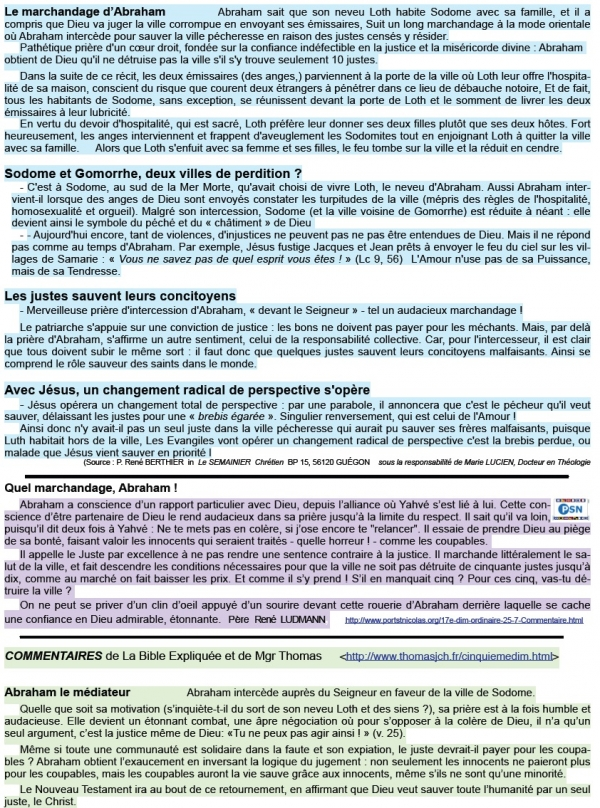 Le marchandage d'Abraham Abraham sait que son neveu Loth habite Sodome avec sa famille, et il a
compris que Dieu va juger la ville corrompue en envoyant ses émissaires, Suit un long marchandage à la mode orientale
où Abraham intercède pour sauver la ville pécheresse en raison des justes censés y résider.
Pathétique prière d'un cœur droit, fondée sur la confiance indéfectible en la justice et la miséricorde divine : Abraham
obtient de Dieu qu'il ne détruise pas la ville s'il s'y trouve seulement 10 justes.
Dans la suite de ce récit, les deux émissaires (des anges,) parviennent à la porte de la ville où Loth leur offre l'hospita-
lité de sa maison, conscient du risque que courent deux étrangers à pénétrer dans ce lieu de débauche notoire, Et de fait,
tous les habitants de Sodome, sans exception, se réunissent devant la porte de Loth et le somment de livrer les deux
émissaires à leur lubricité.
En vertu du devoir d'hospitalité, qui est sacré, Loth préfère leur donner ses deux filles plutôt que ses deux hôtes. Fort
heureusement, les anges interviennent et frappent d'aveuglement les Sodomites tout en enjoignant Loth à quitter la ville
avec sa famille. Alors que Loth s'enfuit avec sa femme et ses filles, le feu tombe sur la ville et la réduit en cendre.
Sodome et Gomorrhe, deux villes de perdition ?
- C'est à Sodome, au sud de la Mer Morte, qu'avait choisi de vivre Loth, le neveu d'Abraham. Aussi Abraham inter-
vient-il lorsque des anges de Dieu sont envoyés constater les turpitudes de la ville (mépris des règles de l'hospitalité,
homosexualité et orgueil). Malgré son intercession, Sodome (et la ville voisine de Gomorrhe) est réduite à néant : elle
devient ainsi le symbole du péché et du « châtiment » de Dieu
- - Aujourd'hui encore, tant de violences, d'injustices ne peuvent pas ne pas être entendues de Dieu. Mais il ne répond
pas comme au temps d'Abraham. Par exemple, Jésus fustige Jacques et Jean prêts à envoyer le feu du ciel sur les vil-
lages de Samarie : « Vous ne savez pas de quel esprit vous êtes ! » (Lc 9, 56) L'Amour n'use pas de sa Puissance,
mais de sa Tendresse.
Les justes sauvent leurs concitoyens
- Merveilleuse prière d'intercession d'Abraham, « devant le Seigneur » - tel un audacieux marchandage !
Le patriarche s'appuie sur une conviction de justice : les bons ne doivent pas payer pour les méchants. Mais, par delà
la prière d'Abraham, s'affirme un autre sentiment, celui de la responsabilité collective. Car, pour l'intercesseur, il est clair
que tous doivent subir le même sort : il faut donc que quelques justes sauvent leurs concitoyens malfaisants. Ainsi se
comprend le rôle sauveur des saints dans le monde.
Avec Jésus, un changement radical de perspective s'opère
- Jésus opérera un changement total de perspective : par une parabole, il annoncera que c'est le pécheur qu'il veut
sauver, délaissant les justes pour une « brebis égarée ». Singulier renversement, qui est celui de l'Amour !
Ainsi donc n'y avait-il pas un seul juste dans la ville pécheresse qui aurait pu sauver ses frères malfaisants, puisque
Luth habitait hors de la ville, Les Evangiles vont opérer un changement radical de perspective c'est la brebis perdue, ou
malade que Jésus vient sauver en priorité I
(Source : P. René BERTHIER in Le SEMAINIER Chrétien BP 15, 56120 GUÉGON sous la responsabilité de Marie LUCIEN, Docteur en Théologie
Quel marchandage, Abraham !
Abraham a conscience d'un rapport particulier avec Dieu, depuis l'alliance où Yahvé s'est lié à lui. Cette con-
science d'être partenaire de Dieu le rend audacieux dans sa prière jusqu'à la limite du respect. Il sait qu'il va loin,
puisqu'il dit deux fois à Yahvé : Ne te mets pas en colère, si j'ose encore te "relancer". Il essaie de prendre Dieu au piège
de sa bonté, faisant valoir les innocents qui seraient traités - quelle horreur ! - comme les coupables.
PSN
Il appelle le Juste par excellence à ne pas rendre une sentence contraire à la justice. Il marchande littéralement le sa-
lut de la ville, et fait descendre les conditions nécessaires pour que la ville ne soit pas détruite de cinquante justes jusqu'à
dix, comme au marché on fait baisser les prix. Et comme il s'y prend ! S'il en manquait cinq ? Pour ces cinq, vas-tu dé-
truire la ville ?
On ne peut se priver d'un clin d'oeil appuyé d'un sourire devant cette rouerie d'Abraham derrière laquelle se cache
une confiance en Dieu admirable, étonnante. Père René LUDMANN http://www.portstnicolas.org/17e-dim-ordinaire-25-7-Commentaire.html
COMMENTAIRES de La Bible Expliquée et de Mgr Thomas <http://www.thomasjch.fr/cinquiemedim.html>
Abraham le médiateur Abraham intercède auprès du Seigneur en faveur de la ville de Sodome.
Quelle que soit sa motivation (s'inquiète-t-il du sort de son neveu Loth et des siens ?), sa prière est à la fois humble et
audacieuse. Elle devient un étonnant combat, une âpre négociation où pour s'opposer à la colère de Dieu, il n'a qu'un
seul argument, c'est la justice même de Dieu: «Tu ne peux pas agir ainsi ! » (v. 25).
Même si toute une communauté est solidaire dans la faute et son expiation, le juste devrait-il payer pour les coupa-
bles ? Abraham obtient l'exaucement en inversant la logique du jugement : non seulement les innocents ne paieront plus
pour les coupables, mais les coupables auront la vie sauve grâce aux innocents, même s'ils ne sont qu'une minorité.
Le Nouveau Testament ira au bout de ce retournement, en affirmant que Dieu veut sauver toute l'humanité par un seul
juste, le Christ.